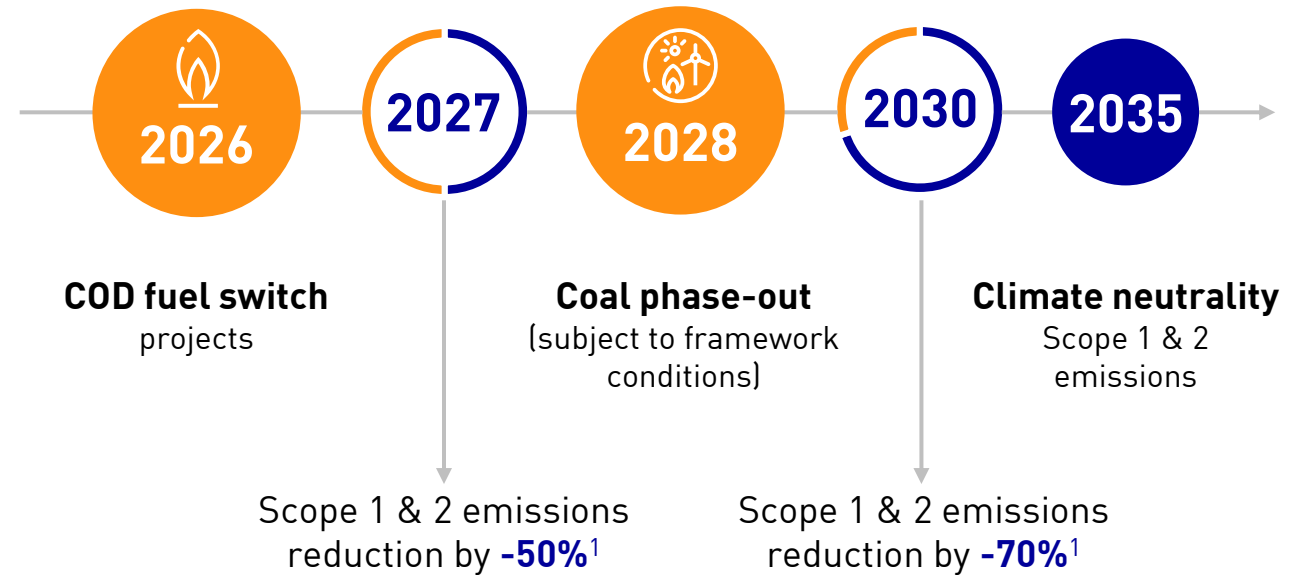 2026
2027
2028
2030
2035
COD fuel switch
projects
Coal phase-out
(subject to framework
conditions)
Climate neutrality
Scope 1 & 2
emissions
Scope 1 & 2 emissions
reduction by -50%¹
Scope 1 & 2 emissions
reduction by -70%¹